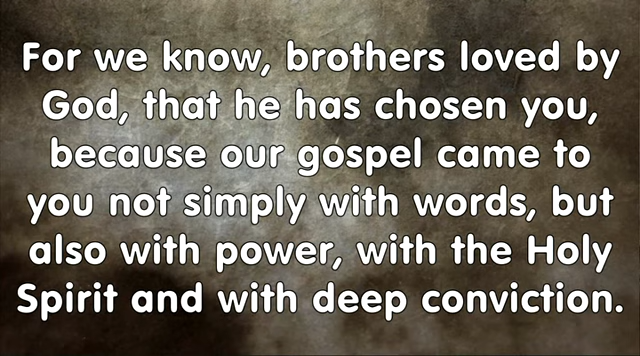 For we know, brothers loved by
God, that he has chosen you,
because our gospel came to
you not simply with words, but
also with power, with the Holy
Spirit and with deep conviction.